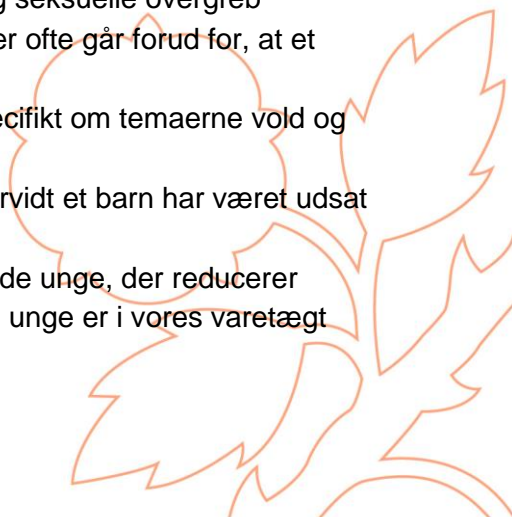 seksuelle overgreb
er ofte går forud for, at et
cifikt om temaerne vold og
rvidt et barn har været udsat
de unge, der reducerer
unge er i vores varetægt